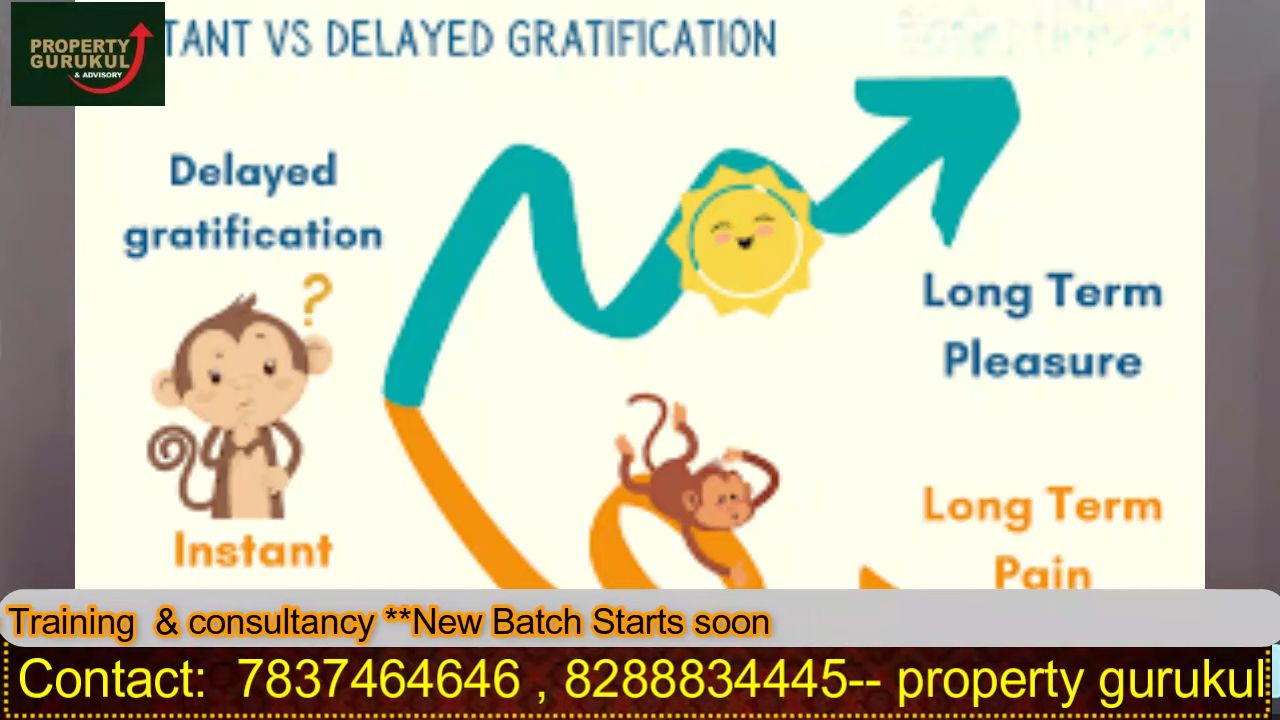 PROPERTY
GURUKUL
& ADVISORY
TANT VS DELAYED GRATIFICATION
Delayed
gratification
?
Long Term
Pleasure
Instant
Long Term
Pain
Training & consultancy **New Batch Starts soon
Contact: 7837464646 , 8288834445-- property gurukul